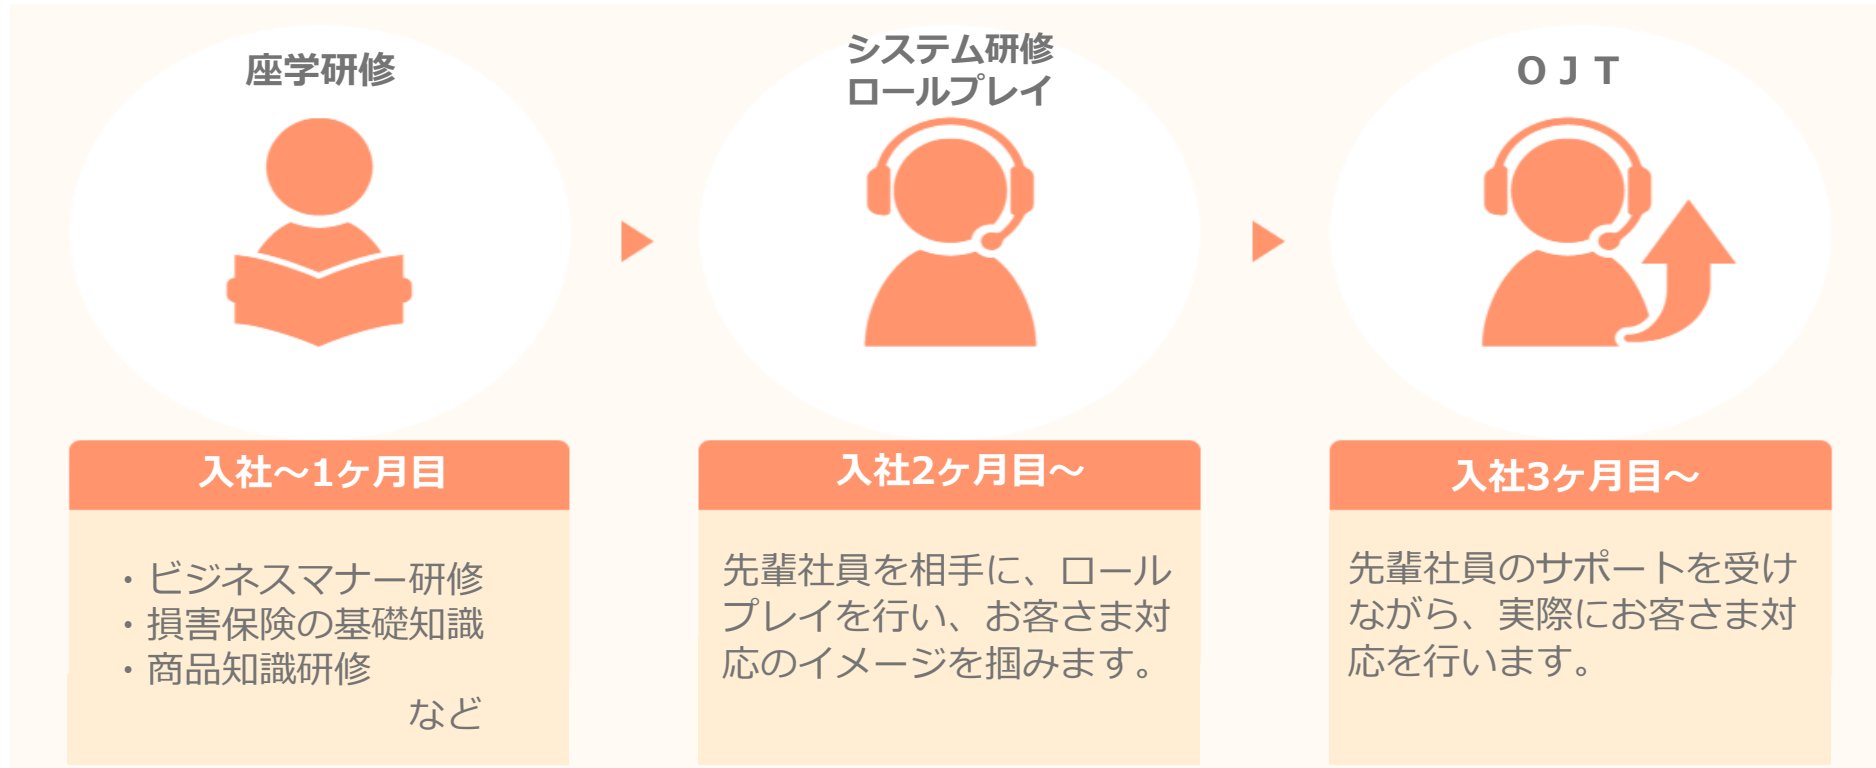 座学研修
入社～1ヶ月目
・ビジネスマナー研修
・損害保険の基礎知識
・商品知識研修
など
システム研修
ロールプレイ
入社2ヶ月目～
先輩社員を相手に、ロール
プレイを行い、お客さま対
応のイメージを掴みます。
ＯＪＴ
入社3ヶ月目～
先輩社員のサポートを受け
ながら、実際にお客さま対
応を行います。